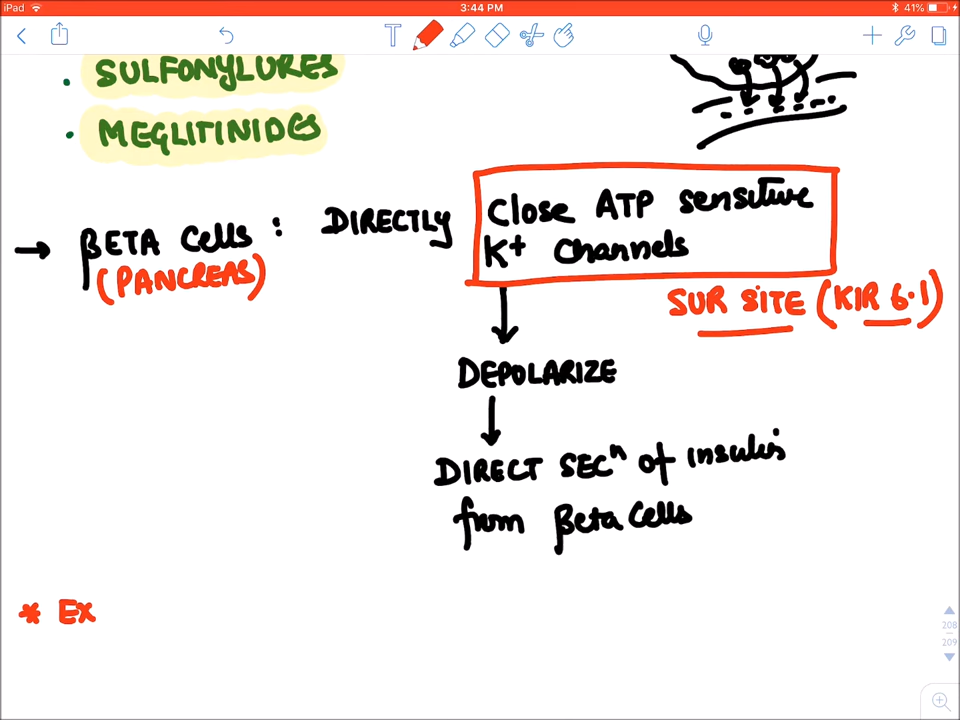 iPad
3:44 PM
41%
T
• SULFONYLURES
• MEGLITINIDES
→ BETA Cells : DIRECTLY
(PANCREAS)
Close ATP sensitive
K+ channels
SUR SITE (KIR 6.1)
DEPOLARIZE
DIRECT SECⁿ of insulin
from Beta Cells
* EX
208
209